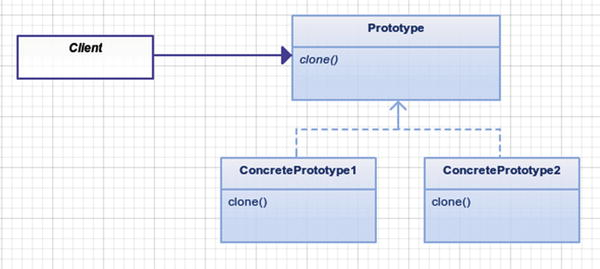 Client
Prototype
clone()
ConcretePrototype1
clone()
ConcretePrototype2
clone()